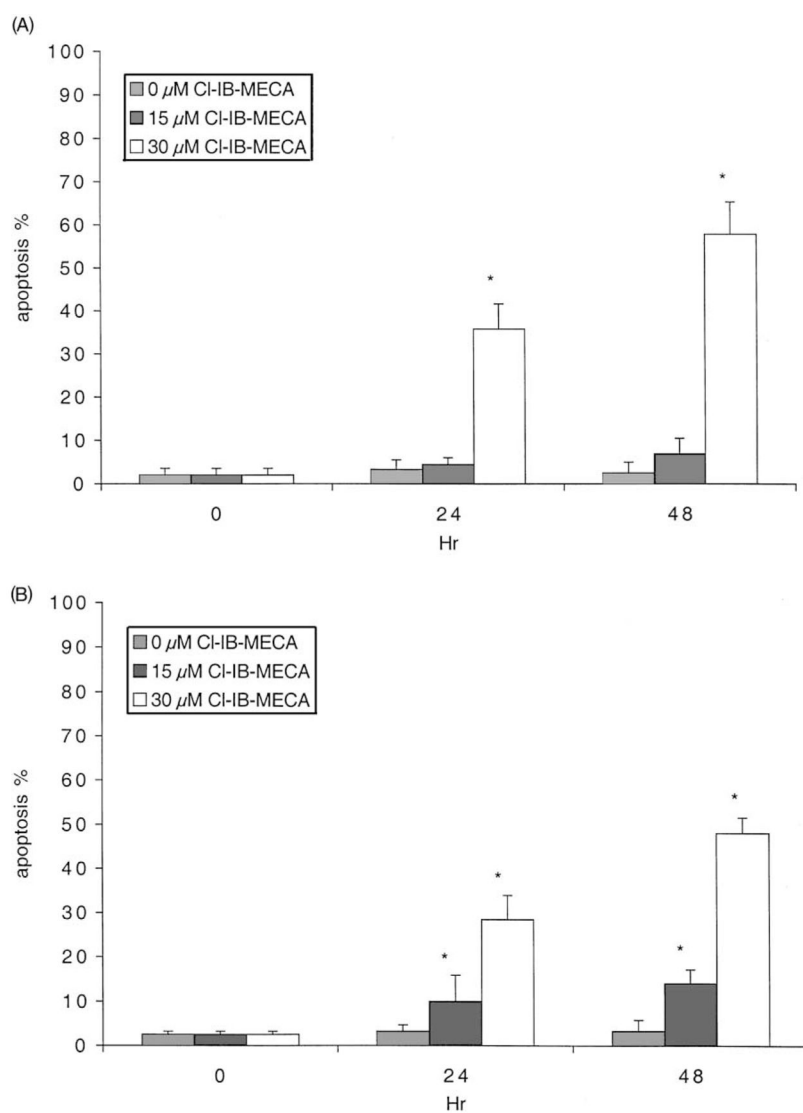 (A)
100
90
80
70
60
50
40
30
20
10
0
apoptosis %
0 µM Cl-IB-MECA
15 µM Cl-IB-MECA
30 µM Cl-IB-MECA
*
*
0
24
48
Hr
(B)
100
90
80
70
60
50
40
30
20
10
0
apoptosis %
0 µM Cl-IB-MECA
15 µM Cl-IB-MECA
30 µM Cl-IB-MECA
*
*
*
*
0
24
48
Hr